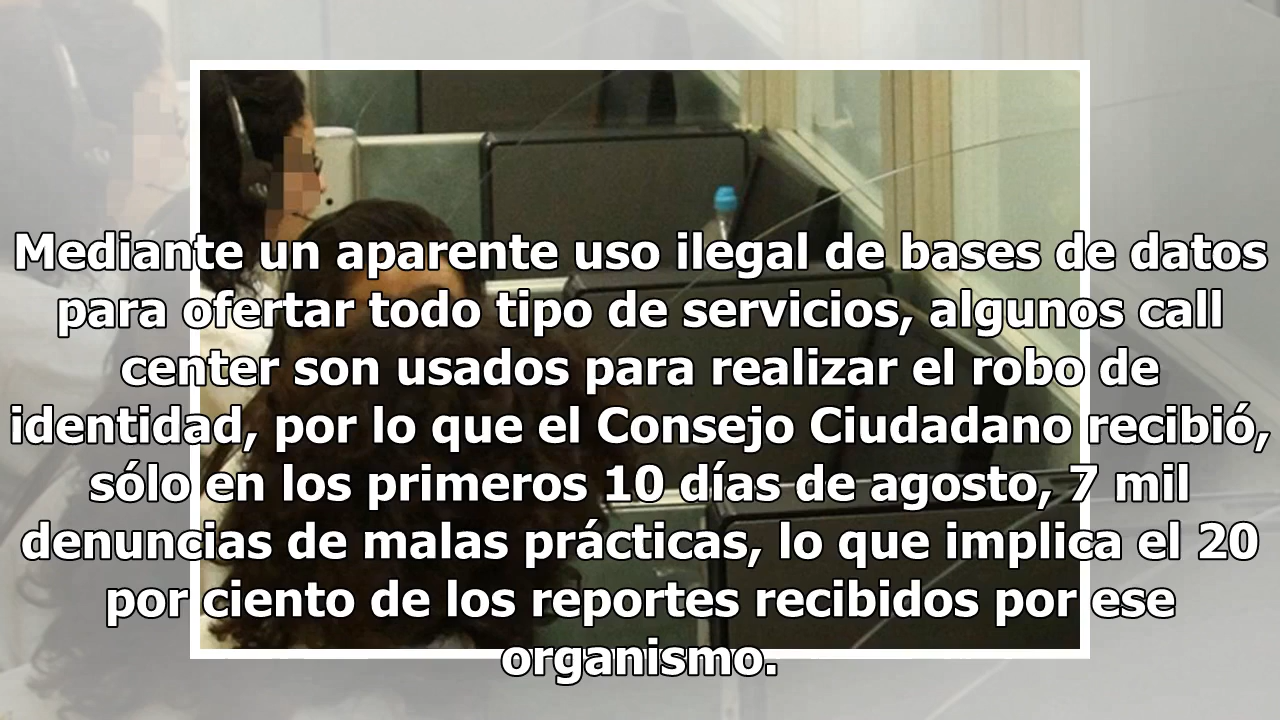 Mediante un aparente uso ilegal de bases de datos
para ofertar todo tipo de servicios, algunos call
center son usados para realizar el robo de
identidad, por lo que el Consejo Ciudadano recibió,
sólo en los primeros 10 días de agosto, 7 mil
denuncias de malas prácticas, lo que implica el 20
por ciento de los reportes recibidos por ese
organismo.